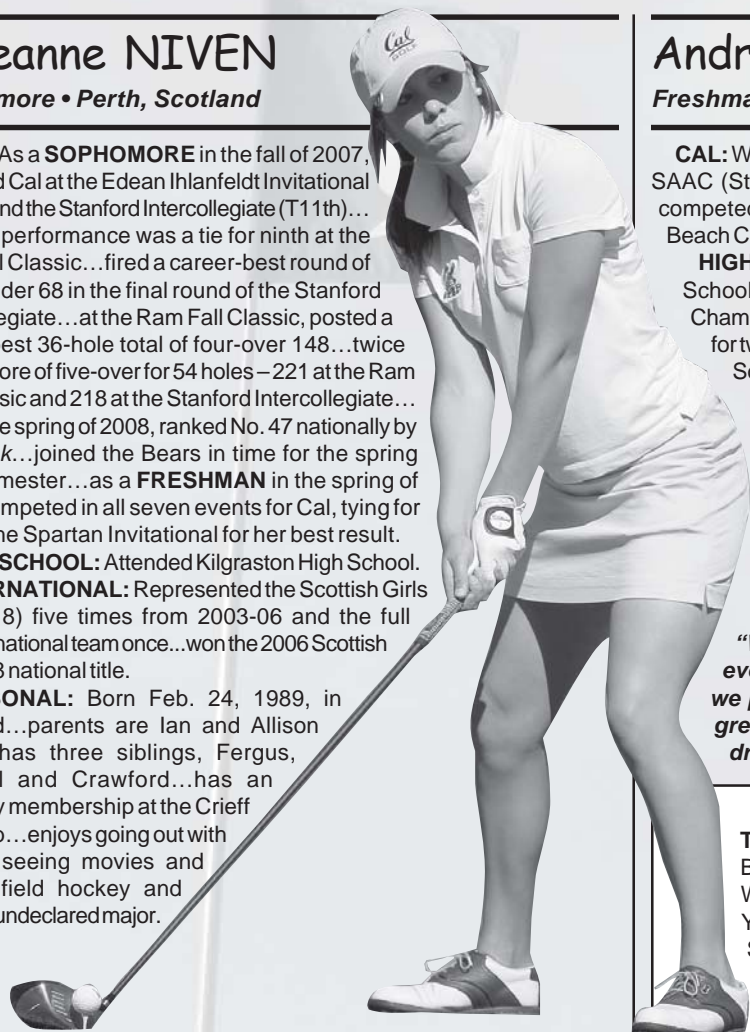 eanne NIVEN
more • Perth, Scotland
As a SOPHOMORE in the fall of 2007,
d Cal at the Edean Ihlanfeldt Invitational
nd the Stanford Intercollegiate (T11th)…
performance was a tie for ninth at the
l Classic…fired a career-best round of
der 68 in the final round of the Stanford
egiate…at the Ram Fall Classic, posted a
est 36-hole total of four-over 148…twice
ore of five-over for 54 holes – 221 at the Ram
sic and 218 at the Stanford Intercollegiate…
e spring of 2008, ranked No. 47 nationally by
k…joined the Bears in time for the spring
mester…as a FRESHMAN in the spring of
mpeted in all seven events for Cal, tying for
ne Spartan Invitational for her best result.
SCHOOL: Attended Kilgraston High School.
RNATIONAL: Represented the Scottish Girls
8) five times from 2003-06 and the full
national team once...won the 2006 Scottish
8 national title.
SONAL: Born Feb. 24, 1989, in
d…parents are Ian and Allison
has three siblings, Fergus,
l and Crawford…has an
y membership at the Crieff
o…enjoys going out with
seeing movies and
field hockey and
undeclared major.
Cal
GOLF
Andr
Freshma
CAL: W
SAAC (St
competed
Beach C
HIGH
School
Cham
for tw
Se
“W
eve
we p
gre
dr
T
B
W
Y
S